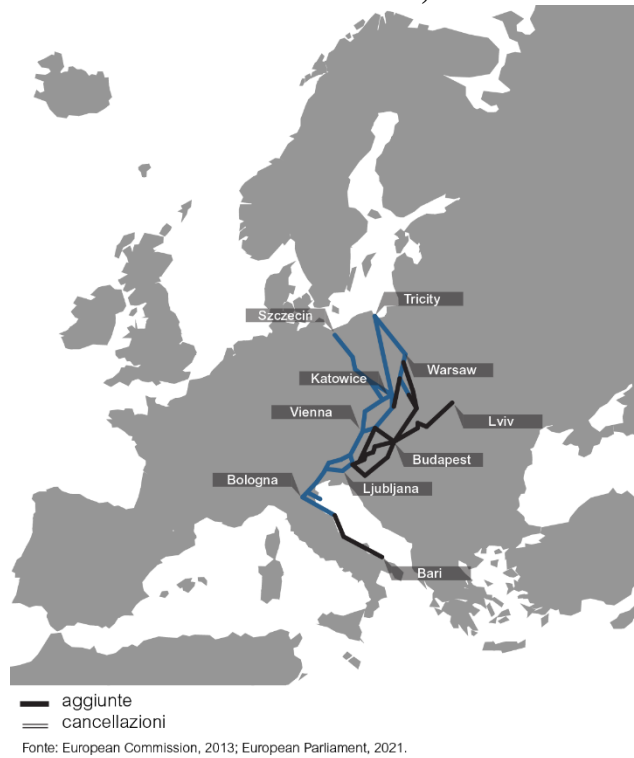 Tricity
Szczecin
Warsaw
Katowice
Vienna
Lviv
Budapest
Bologna
Ljubljana
Bari
aggiunte
cancellazioni
Fonte: European Commission, 2013; European Parliament, 2021.